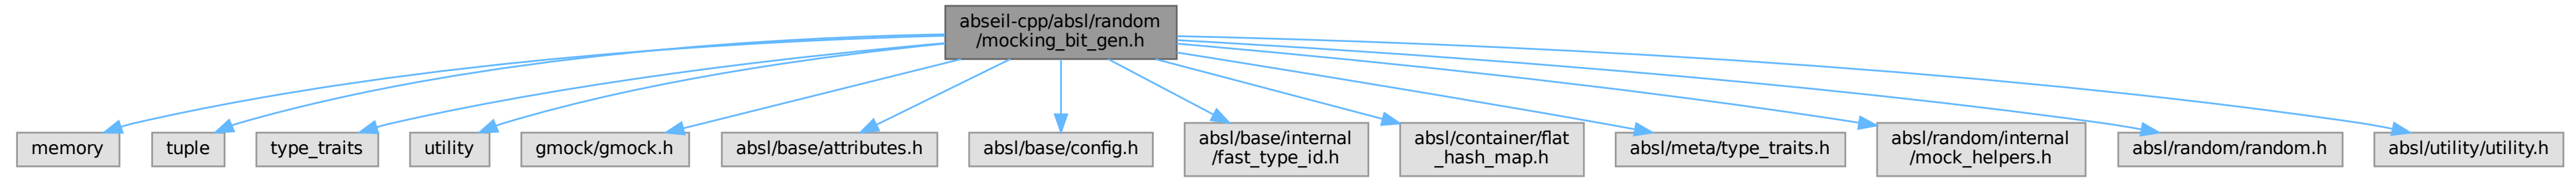 abseil-cpp/absl/random
/mocking_bit_gen.h
memory
tuple
type_traits
utility
gmock/gmock.h
absl/base/attributes.h
absl/base/config.h
absl/base/internal
/fast_type_id.h
absl/container/flat
_hash_map.h
absl/meta/type_traits.h
absl/random/internal
/mock_helpers.h
absl/random/random.h
absl/utility/utility.h